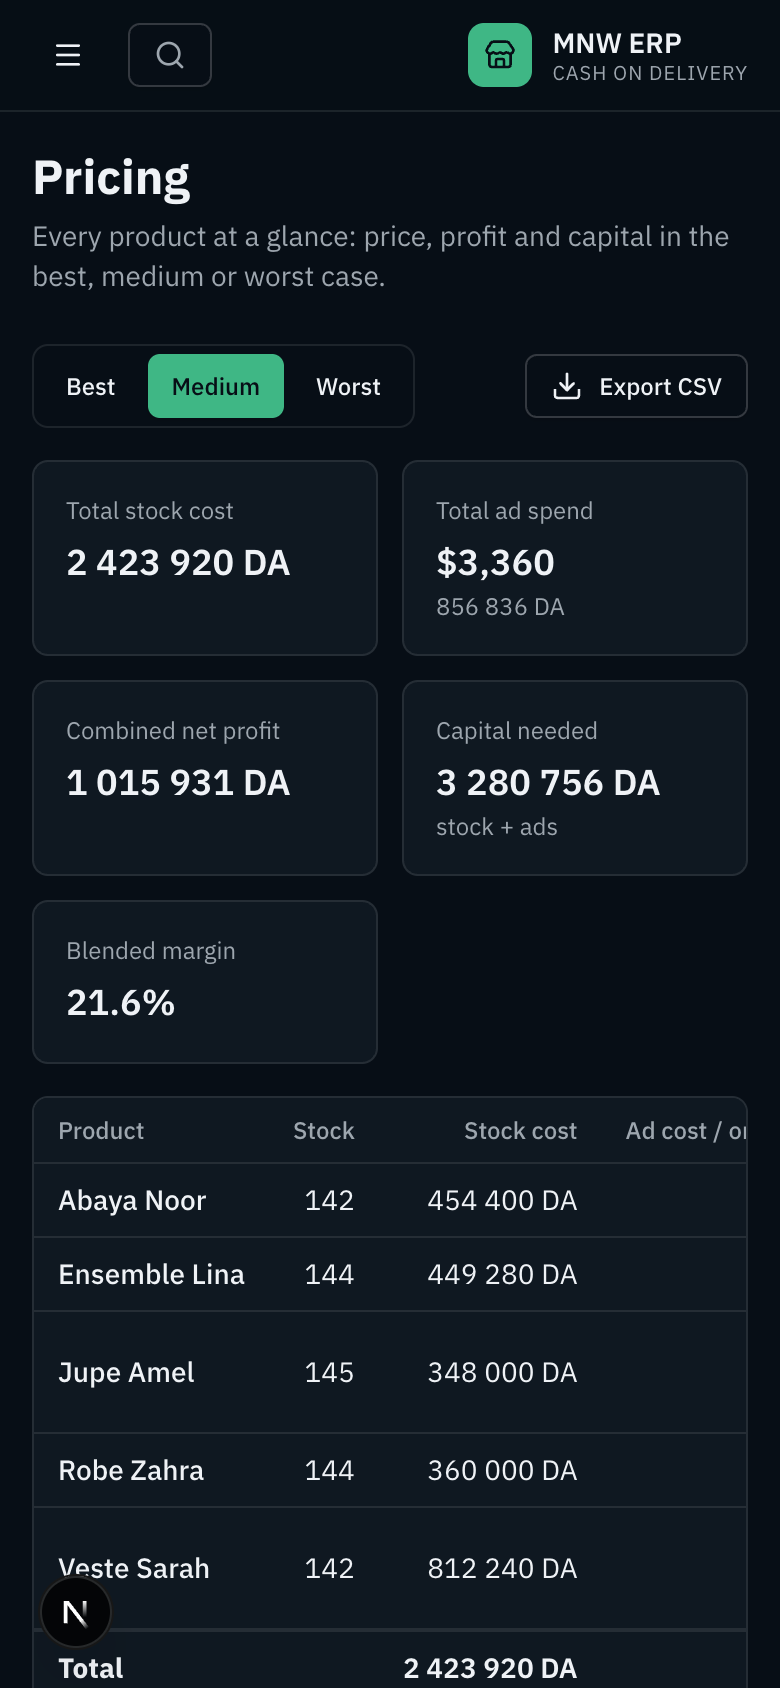 MNW ERP
CASH ON DELIVERY
Pricing
Every product at a glance: price, profit and capital in the
best, medium or worst case.
Best Medium Worst Export CSV
Total stock cost
2 423 920 DA
Total ad spend
$3,360
856 836 DA
Combined net profit
1 015 931 DA
Capital needed
3 280 756 DA
stock + ads
Blended margin
21.6%
Product Stock Stock cost Ad cost /
Abaya Noor 142 454 400 DA
Ensemble Lina 144 449 280 DA
Jupe Amel 145 348 000 DA
Robe Zahra 144 360 000 DA
Veste Sarah 142 812 240 DA
N
Total 2 423 920 DA